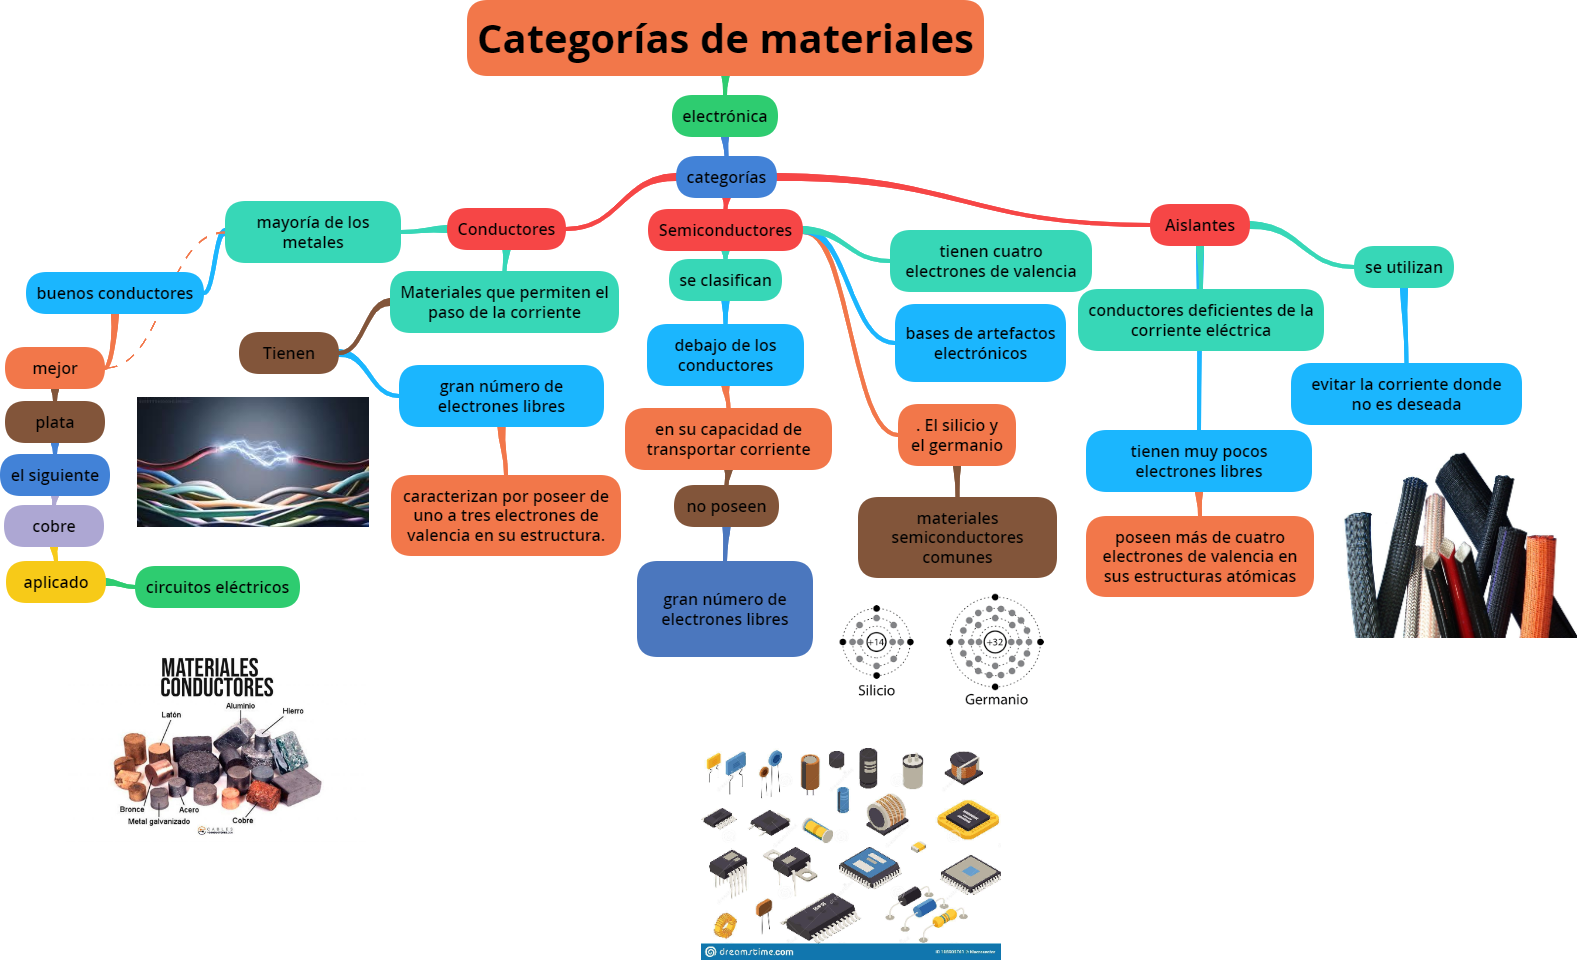 Categorías de materiales
electrónica
categorías
Conductores
mayoría de los
metales
buenos conductores
mejor
plata
el siguiente
cobre
aplicado
circuitos eléctricos
Materiales que permiten el
paso de la corriente
Tienen
gran número de
electrones libres
caracterizan por poseer de
uno a tres electrones de
valencia en su estructura.
MATERIALES
CONDUCTORES
Aluminio
Hierro
Latón
Bronce
Acero
Metal galvanizado
Cobre
Semiconductores
se clasifican
debajo de los
conductores
en su capacidad de
transportar corriente
no poseen
gran número de
electrones libres
tienen cuatro
electrones de valencia
bases de artefactos
electrónicos
. El silicio y
el germanio
materiales
semiconductores
comunes
+14
Silicio
+32
Germanio
dreamstime.com
Aislantes
conductores deficientes de la
corriente eléctrica
tienen muy pocos
electrones libres
poseen más de cuatro
electrones de valencia en
sus estructuras atómicas
se utilizan
evitar la corriente donde
no es deseada